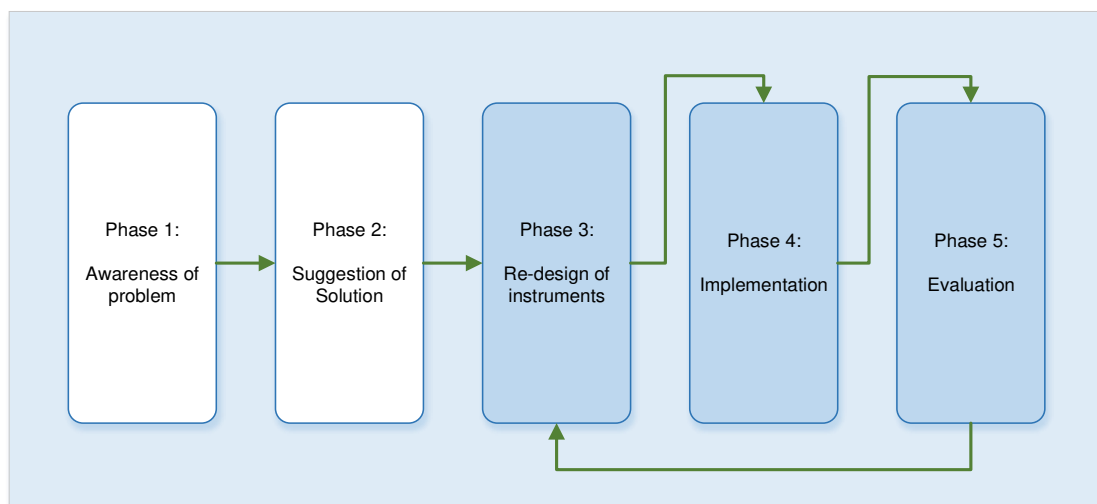 Phase 1:
Awareness of
problem
Phase 2:
Suggestion of
Solution
Phase 3:
Re-design of
instruments
Phase 4:
Implementation
Phase 5:
Evaluation